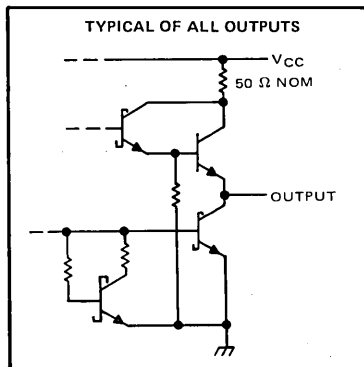 TYPICAL OF ALL OUTPUTS
VCC
50 Ω NOM
OUTPUT